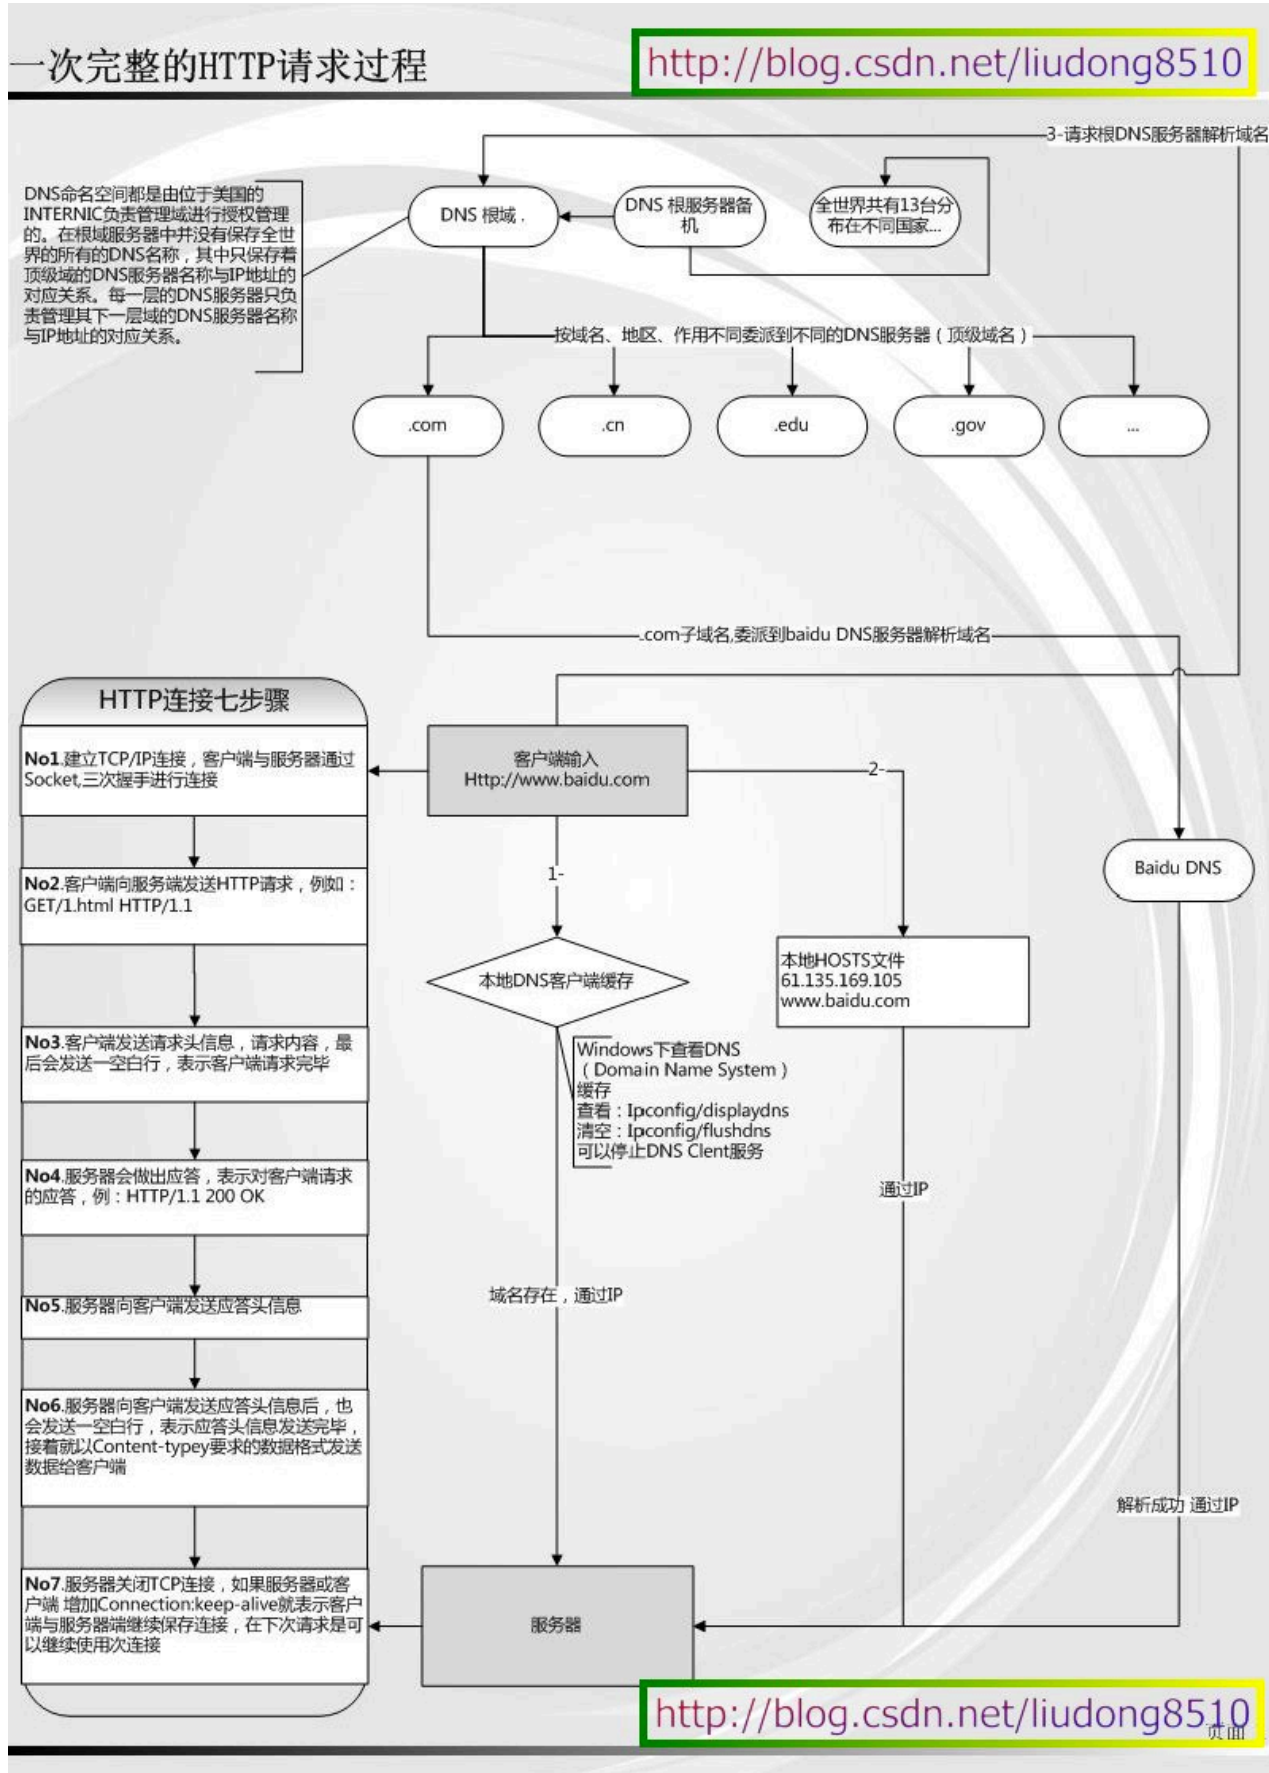 一次完整的HTTP请求过程
http://blog.csdn.net/liudong8510
3-请求根DNS服务器解析域名
DNS命名空间都是由位于美国的
INTERNIC负责管理域进行授权管理
的。在根域服务器中并没有保存全世
界的所有的DNS名称，其中只保存着
顶级域的DNS服务器名称与IP地址的
对应关系。每一层的DNS服务器只负
责管理其下一层域的DNS服务器名称
与IP地址的对应关系。
DNS 根域 .
DNS 根服务器备
机
全世界共有13台分
布在不同国家...
按域名、地区、作用不同委派到不同的DNS服务器（顶级域名）
.com
.cn
.edu
.gov
...
.com子域名,委派到baidu DNS服务器解析域名
HTTP连接七步骤
No1.建立TCP/IP连接，客户端与服务器通过
Socket,三次握手进行连接
No2.客户端向服务端发送HTTP请求，例如：
GET/1.html HTTP/1.1
No3.客户端发送请求头信息，请求内容，最
后会发送一空白行，表示客户端请求完毕
No4.服务器会做出应答，表示对客户端请求
的应答，例：HTTP/1.1 200 OK
No5.服务器向客户端发送应答头信息
No6.服务器向客户端发送应答头信息后，也
会发送一空白行，表示应答头信息发送完毕，
接着就以Content-typey要求的数据格式发送
数据给客户端
No7.服务器关闭TCP连接，如果服务器或客
户端 增加Connection:keep-alive就表示客户
端与服务器端继续保存连接，在下次请求是可
以继续使用次连接
客户端输入
Http://www.baidu.com
2-
1-
Baidu DNS
本地DNS客户端缓存
本地HOSTS文件
61.135.169.105
www.baidu.com
Windows下查看DNS
（Domain Name System）
缓存
查看：Ipconfig/displaydns
清空：Ipconfig/flushdns
可以停止DNS Clent服务
通过IP
域名存在，通过IP
解析成功 通过IP
服务器
http://blog.csdn.net/liudong8510
页面